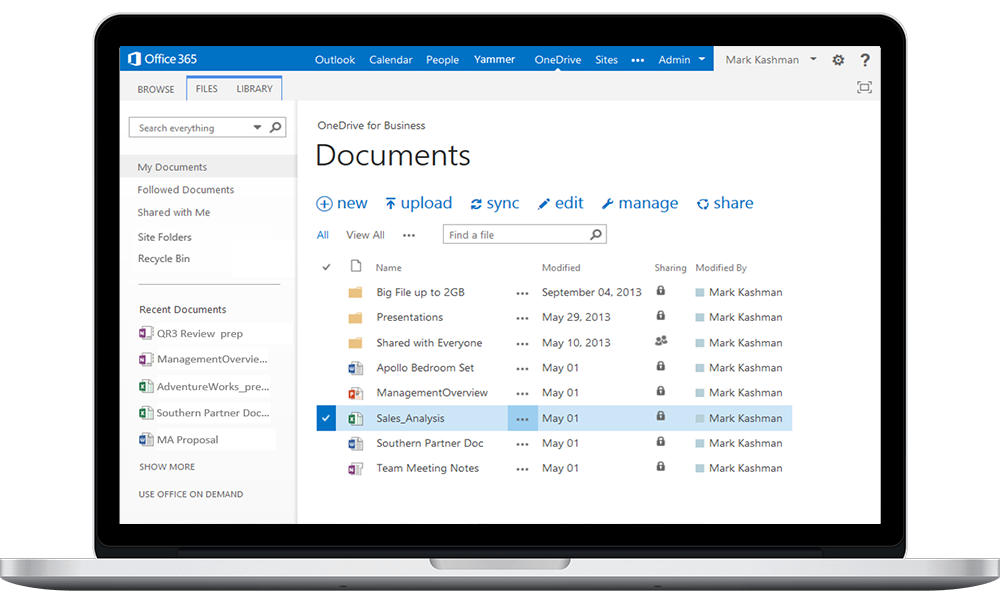 Office 365 Outlook Calendar People Yammer OneDrive Sites ••• Admin Mark Kashman ?
BROWSE FILES LIBRARY
Search everything
My Documents
Followed Documents
Shared with Me
Site Folders
Recycle Bin
Recent Documents
QR3 Review prep
ManagementOvervie...
AdventureWorks_pre...
Southern Partner Doc...
MA Proposal
SHOW MORE
USE OFFICE ON DEMAND
OneDrive for Business
Documents
new upload sync edit manage share
All View All •••
Find a file
Name Modified Sharing Modified By
Big File up to 2GB ••• September 04, 2013 Mark Kashman
Presentations ••• May 29, 2013 Mark Kashman
Shared with Everyone ••• May 10, 2013 Mark Kashman
Apollo Bedroom Set ••• May 01 Mark Kashman
ManagementOverview ••• May 01 Mark Kashman
Sales_Analysis ••• May 01 Mark Kashman
Southern Partner Doc ••• May 01 Mark Kashman
Team Meeting Notes ••• May 01 Mark Kashman